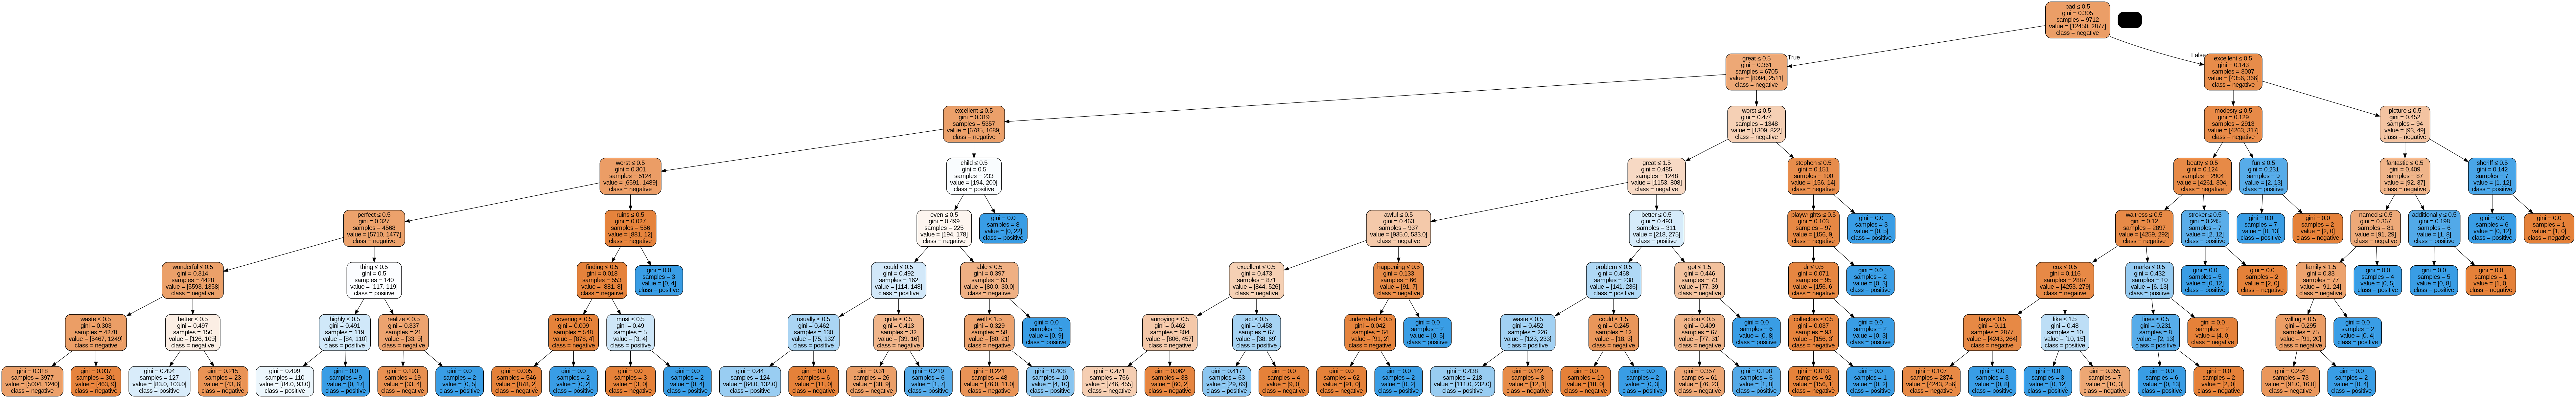 bad ≤ 0.5
gini = 0.305
samples = 9712
value = [12450, 2877]
class = negative
True
False
great ≤ 0.5
gini = 0.361
samples = 6705
value = [8094, 2511]
class = negative
excellent ≤ 0.5
gini = 0.143
samples = 3007
value = [4356, 366]
class = negative
excellent ≤ 0.5
gini = 0.319
samples = 5357
value = [6785, 1689]
class = negative
worst ≤ 0.5
gini = 0.474
samples = 1348
value = [1309, 822]
class = negative
modesty ≤ 0.5
gini = 0.129
samples = 2913
value = [4263, 317]
class = negative
picture ≤ 0.5
gini = 0.452
samples = 94
value = [93, 49]
class = negative
worst ≤ 0.5
gini = 0.301
samples = 5124
value = [6591, 1489]
class = negative
child ≤ 0.5
gini = 0.5
samples = 233
value = [194, 200]
class = positive
great ≤ 1.5
gini = 0.485
samples = 1248
value = [1153, 808]
class = negative
stephen ≤ 0.5
gini = 0.151
samples = 100
value = [156, 14]
class = negative
beatty ≤ 0.5
gini = 0.124
samples = 2904
value = [4261, 304]
class = negative
fun ≤ 0.5
gini = 0.231
samples = 9
value = [2, 13]
class = positive
fantastic ≤ 0.5
gini = 0.409
samples = 87
value = [92, 37]
class = negative
sheriff ≤ 0.5
gini = 0.142
samples = 7
value = [1, 12]
class = positive
perfect ≤ 0.5
gini = 0.327
samples = 4568
value = [5710, 1477]
class = negative
ruins ≤ 0.5
gini = 0.027
samples = 556
value = [881, 12]
class = negative
even ≤ 0.5
gini = 0.499
samples = 225
value = [194, 178]
class = negative
gini = 0.0
samples = 8
value = [0, 22]
class = positive
awful ≤ 0.5
gini = 0.463
samples = 937
value = [935.0, 533.0]
class = negative
better ≤ 0.5
gini = 0.493
samples = 311
value = [218, 275]
class = positive
playwrights ≤ 0.5
gini = 0.103
samples = 97
value = [156, 9]
class = negative
gini = 0.0
samples = 3
value = [0, 5]
class = positive
waitress ≤ 0.5
gini = 0.12
samples = 2897
value = [4259, 292]
class = negative
stroker ≤ 0.5
gini = 0.245
samples = 7
value = [2, 12]
class = positive
gini = 0.0
samples = 7
value = [0, 13]
class = positive
gini = 0.0
samples = 2
value = [2, 0]
class = negative
named ≤ 0.5
gini = 0.367
samples = 81
value = [91, 29]
class = negative
additionally ≤ 0.5
gini = 0.198
samples = 6
value = [1, 8]
class = positive
gini = 0.0
samples = 6
value = [0, 12]
class = positive
gini = 0.0
samples = 1
value = [1, 0]
class = negative
wonderful ≤ 0.5
gini = 0.314
samples = 4428
value = [5593, 1358]
class = negative
thing ≤ 0.5
gini = 0.5
samples = 140
value = [117, 119]
class = positive
finding ≤ 0.5
gini = 0.018
samples = 553
value = [881, 8]
class = negative
gini = 0.0
samples = 3
value = [0, 4]
class = positive
could ≤ 0.5
gini = 0.492
samples = 162
value = [114, 148]
class = positive
able ≤ 0.5
gini = 0.397
samples = 63
value = [80.0, 30.0]
class = negative
excellent ≤ 0.5
gini = 0.473
samples = 871
value = [844, 526]
class = negative
happening ≤ 0.5
gini = 0.133
samples = 66
value = [91, 7]
class = negative
problem ≤ 0.5
gini = 0.468
samples = 238
value = [141, 236]
class = positive
got ≤ 1.5
gini = 0.446
samples = 73
value = [77, 39]
class = negative
dr ≤ 0.5
gini = 0.071
samples = 95
value = [156, 6]
class = negative
gini = 0.0
samples = 2
value = [0, 3]
class = positive
cox ≤ 0.5
gini = 0.116
samples = 2887
value = [4253, 279]
class = negative
marks ≤ 0.5
gini = 0.432
samples = 10
value = [6, 13]
class = positive
gini = 0.0
samples = 5
value = [0, 12]
class = positive
gini = 0.0
samples = 2
value = [2, 0]
class = negative
family ≤ 1.5
gini = 0.33
samples = 77
value = [91, 24]
class = negative
gini = 0.0
samples = 4
value = [0, 5]
class = positive
gini = 0.0
samples = 5
value = [0, 8]
class = positive
gini = 0.0
samples = 1
value = [1, 0]
class = negative
waste ≤ 0.5
gini = 0.303
samples = 4278
value = [5467, 1249]
class = negative
better ≤ 0.5
gini = 0.497
samples = 150
value = [126, 109]
class = negative
highly ≤ 0.5
gini = 0.491
samples = 119
value = [84, 110]
class = positive
realize ≤ 0.5
gini = 0.337
samples = 21
value = [33, 9]
class = negative
covering ≤ 0.5
gini = 0.009
samples = 548
value = [878, 4]
class = negative
must ≤ 0.5
gini = 0.49
samples = 5
value = [3, 4]
class = positive
usually ≤ 0.5
gini = 0.462
samples = 130
value = [75, 132]
class = positive
quite ≤ 0.5
gini = 0.413
samples = 32
value = [39, 16]
class = negative
well ≤ 1.5
gini = 0.329
samples = 58
value = [80, 21]
class = negative
gini = 0.0
samples = 5
value = [0, 9]
class = positive
annoying ≤ 0.5
gini = 0.462
samples = 804
value = [806, 457]
class = negative
act ≤ 0.5
gini = 0.458
samples = 67
value = [38, 69]
class = positive
underrated ≤ 0.5
gini = 0.042
samples = 64
value = [91, 2]
class = negative
gini = 0.0
samples = 2
value = [0, 5]
class = positive
waste ≤ 0.5
gini = 0.452
samples = 226
value = [123, 233]
class = positive
could ≤ 1.5
gini = 0.245
samples = 12
value = [18, 3]
class = negative
action ≤ 0.5
gini = 0.409
samples = 67
value = [77, 31]
class = negative
gini = 0.0
samples = 6
value = [0, 8]
class = positive
collectors ≤ 0.5
gini = 0.037
samples = 93
value = [156, 3]
class = negative
gini = 0.0
samples = 2
value = [0, 3]
class = positive
hays ≤ 0.5
gini = 0.11
samples = 2877
value = [4243, 264]
class = negative
like ≤ 1.5
gini = 0.48
samples = 10
value = [10, 15]
class = positive
lines ≤ 0.5
gini = 0.231
samples = 8
value = [2, 13]
class = positive
gini = 0.0
samples = 2
value = [4, 0]
class = negative
willing ≤ 0.5
gini = 0.295
samples = 75
value = [91, 20]
class = negative
gini = 0.0
samples = 2
value = [0, 4]
class = positive
gini = 0.318
samples = 3977
value = [5004, 1240]
class = negative
gini = 0.037
samples = 301
value = [463, 9]
class = negative
gini = 0.494
samples = 127
value = [83.0, 103.0]
class = positive
gini = 0.215
samples = 23
value = [43, 6]
class = negative
gini = 0.499
samples = 110
value = [84.0, 93.0]
class = positive
gini = 0.0
samples = 9
value = [0, 17]
class = positive
gini = 0.193
samples = 19
value = [33, 4]
class = negative
gini = 0.0
samples = 2
value = [0, 5]
class = positive
gini = 0.005
samples = 546
value = [878, 2]
class = negative
gini = 0.0
samples = 2
value = [0, 2]
class = positive
gini = 0.0
samples = 3
value = [3, 0]
class = negative
gini = 0.0
samples = 2
value = [0, 4]
class = positive
gini = 0.44
samples = 124
value = [64.0, 132.0]
class = positive
gini = 0.0
samples = 6
value = [11, 0]
class = negative
gini = 0.31
samples = 26
value = [38, 9]
class = negative
gini = 0.219
samples = 6
value = [1, 7]
class = positive
gini = 0.221
samples = 48
value = [76.0, 11.0]
class = negative
gini = 0.408
samples = 10
value = [4, 10]
class = positive
gini = 0.471
samples = 766
value = [746, 455]
class = negative
gini = 0.062
samples = 38
value = [60, 2]
class = negative
gini = 0.417
samples = 63
value = [29, 69]
class = positive
gini = 0.0
samples = 4
value = [9, 0]
class = negative
gini = 0.0
samples = 62
value = [91, 0]
class = negative
gini = 0.0
samples = 2
value = [0, 2]
class = positive
gini = 0.438
samples = 218
value = [111.0, 232.0]
class = positive
gini = 0.142
samples = 8
value = [12, 1]
class = negative
gini = 0.0
samples = 10
value = [18, 0]
class = negative
gini = 0.0
samples = 2
value = [0, 3]
class = positive
gini = 0.357
samples = 61
value = [76, 23]
class = negative
gini = 0.198
samples = 6
value = [1, 8]
class = positive
gini = 0.013
samples = 92
value = [156, 1]
class = negative
gini = 0.0
samples = 1
value = [0, 2]
class = positive
gini = 0.107
samples = 2874
value = [4243, 256]
class = negative
gini = 0.0
samples = 3
value = [0, 8]
class = positive
gini = 0.0
samples = 3
value = [0, 12]
class = positive
gini = 0.355
samples = 7
value = [10, 3]
class = negative
gini = 0.0
samples = 6
value = [0, 13]
class = positive
gini = 0.0
samples = 2
value = [2, 0]
class = negative
gini = 0.254
samples = 73
value = [91.0, 16.0]
class = negative
gini = 0.0
samples = 2
value = [0, 4]
class = positive